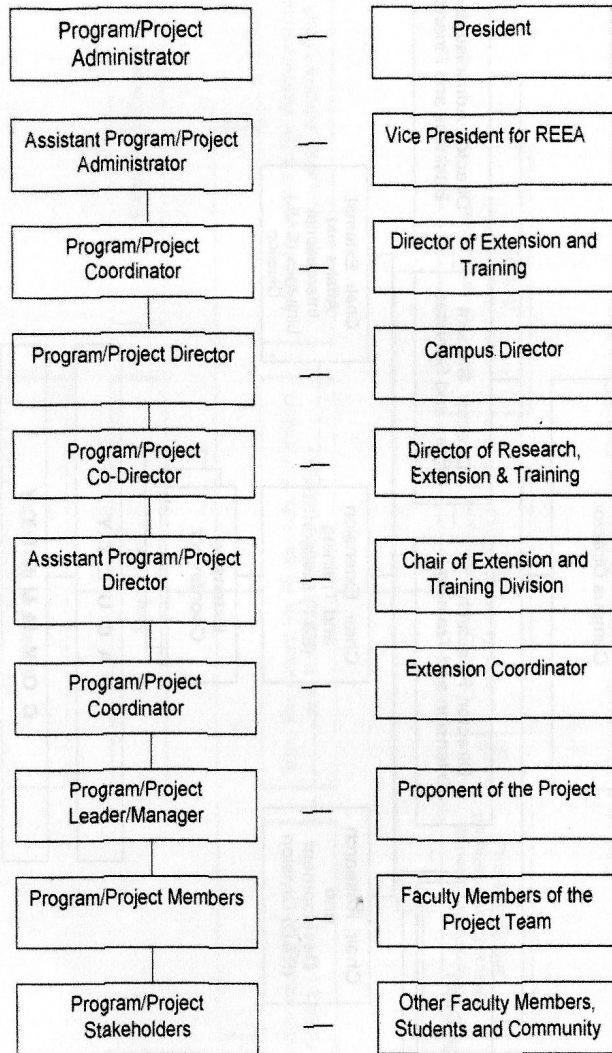 Program/Project
Administrator
President
Assistant Program/Project
Administrator
Vice President for REEA
Program/Project
Coordinator
Director of Extension and
Training
Program/Project Director
Campus Director
Program/Project
Co-Director
Director of Research,
Extension & Training
Assistant Program/Project
Director
Chair of Extension and
Training Division
Program/Project
Coordinator
Extension Coordinator
Program/Project
Leader/Manager
Proponent of the Project
Program/Project Members
Faculty Members of the
Project Team
Program/Project
Stakeholders
Other Faculty Members,
Students and Community